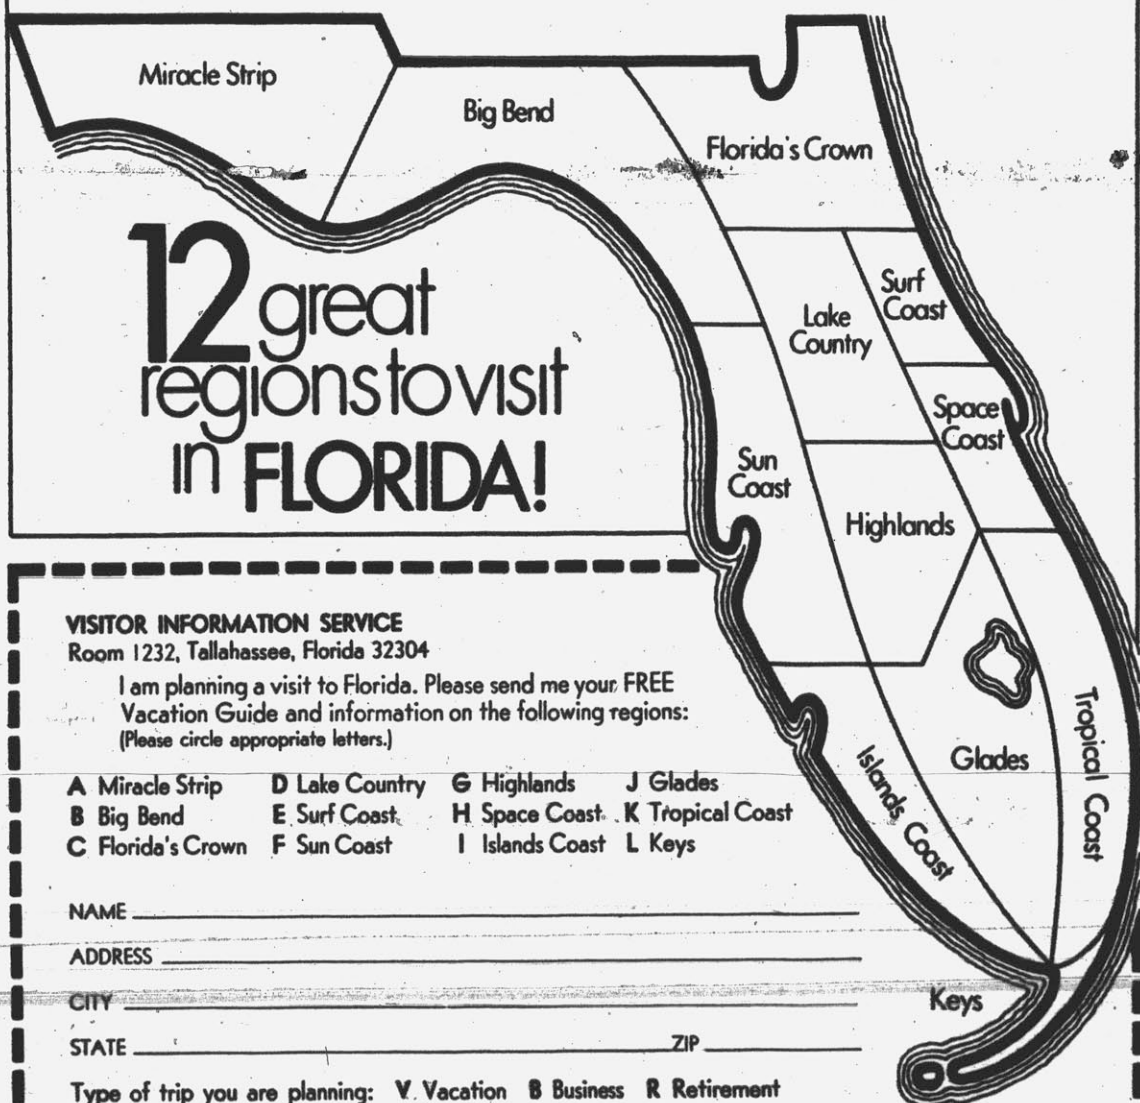 Miracle Strip
Big Bend
Florida's Crown
Surf
Coast
Lake
Country
Space
Coast
Sun
Coast
Highlands
Glades
Tropical Coast
Islands Coast
Keys
12 great
regions to visit
in FLORIDA!
VISITOR INFORMATION SERVICE
Room 1232, Tallahassee, Florida 32304
I am planning a visit to Florida. Please send me your FREE
Vacation Guide and information on the following regions:
(Please circle appropriate letters.)
A Miracle Strip D Lake Country G Highlands J Glades
B Big Bend E Surf Coast H Space Coast K Tropical Coast
C Florida's Crown F Sun Coast I Islands Coast L Keys
NAME
ADDRESS
CITY
STATE ZIP
Type of trip you are planning: V Vacation B Business R Retirement